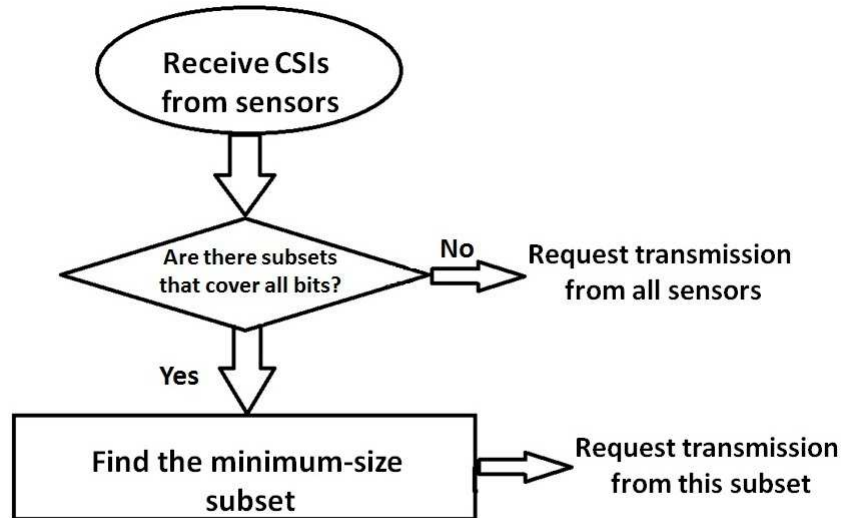 Receive CSIs
from sensors
Are there subsets
that cover all bits?
No
Request transmission
from all sensors
Yes
Find the minimum-size
subset
Request transmission
from this subset